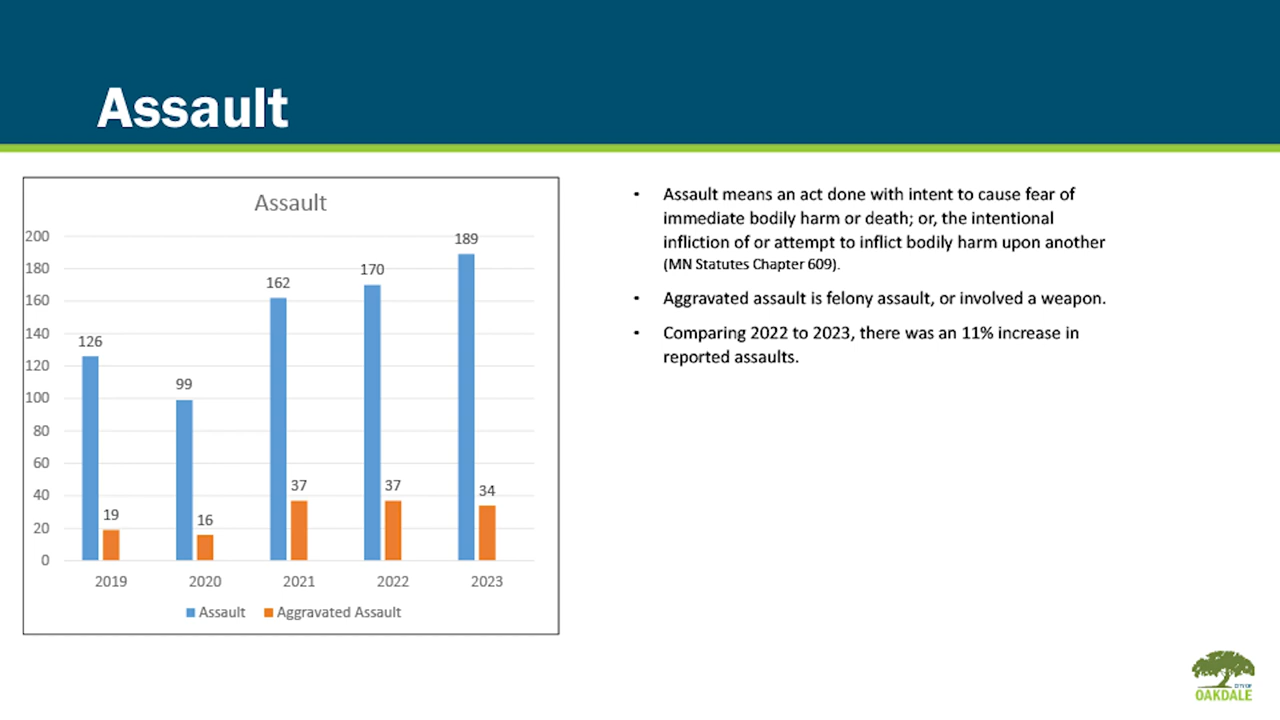 Assault
Assault
200
180
160
140
120
100
80
60
40
20
0
126
19
99
16
162
37
170
37
189
34
2019 2020 2021 2022 2023
Assault Aggravated Assault
• Assault means an act done with intent to cause fear of
immediate bodily harm or death; or, the intentional
infliction of or attempt to inflict bodily harm upon another
(MN Statutes Chapter 609).
• Aggravated assault is felony assault, or involved a weapon.
• Comparing 2022 to 2023, there was an 11% increase in
reported assaults.
CITY OF
OAKDALE